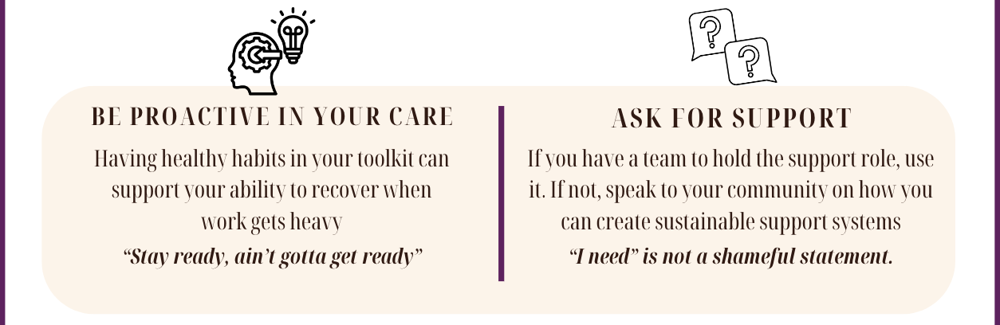 BE PROACTIVE IN YOUR CARE
Having healthy habits in your toolkit can
support your ability to recover when
work gets heavy
“Stay ready, ain’t gotta get ready”
ASK FOR SUPPORT
If you have a team to hold the support role, use
it. If not, speak to your community on how you
can create sustainable support systems
“I need” is not a shameful statement.